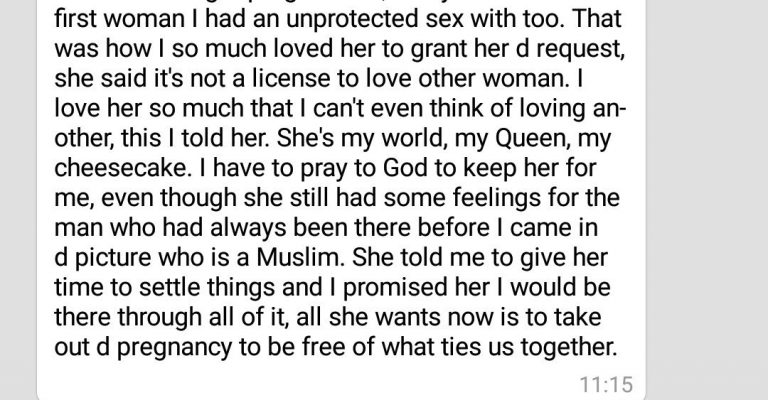 first woman I had an unprotected sex with too. That
was how I so much loved her to grant her d request,
she said it's not a license to love other woman. I
love her so much that I can't even think of loving an-
other, this I told her. She's my world, my Queen, my
cheesecake. I have to pray to God to keep her for
me, even though she still had some feelings for the
man who had always been there before I came in
d picture who is a Muslim. She told me to give her
time to settle things and I promised her I would be
there through all of it, all she wants now is to take
out d pregnancy to be free of what ties us together.
11:15